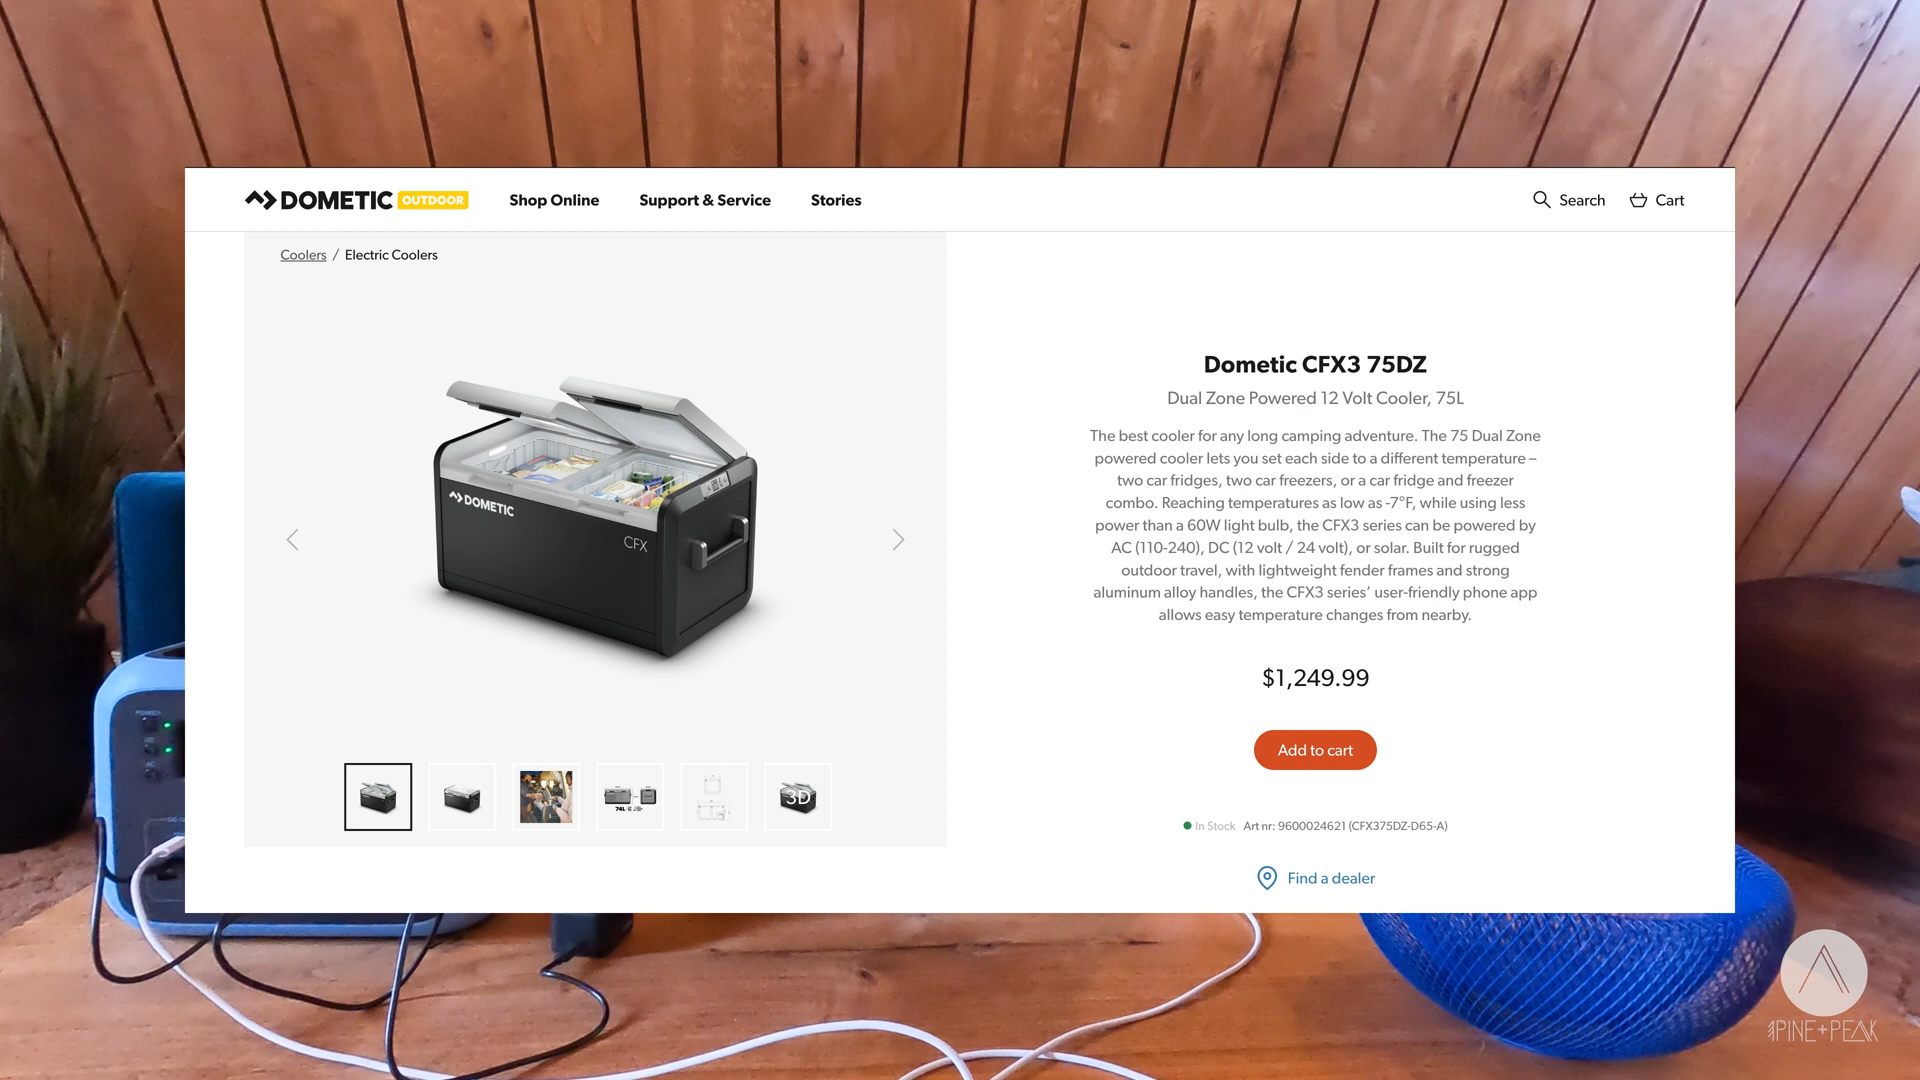 DOMETIC OUTDOOR
Shop Online
Support & Service
Stories
Search
Cart
Coolers / Electric Coolers
DOMETIC
CFX
74L
3D
Dometic CFX3 75DZ
Dual Zone Powered 12 Volt Cooler, 75L
The best cooler for any long camping adventure. The 75 Dual Zone
powered cooler lets you set each side to a different temperature –
two car fridges, two car freezers, or a car fridge and freezer
combo. Reaching temperatures as low as -7°F, while using less
power than a 60W light bulb, the CFX3 series can be powered by
AC (110-240), DC (12 volt / 24 volt), or solar. Built for rugged
outdoor travel, with lightweight fender frames and strong
aluminum alloy handles, the CFX3 series’ user-friendly phone app
allows easy temperature changes from nearby.
$1,249.99
Add to cart
In Stock Art nr: 9600024621 (CFX375DZ-D65-A)
Find a dealer
POWER
PINE+PEAK